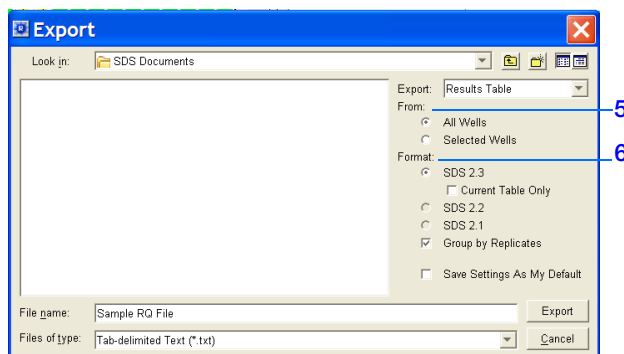 Export
Look in: SDS Documents
Export: Results Table
From:
5
All Wells
Selected Wells
6
Format:
SDS 2.3
Current Table Only
SDS 2.2
SDS 2.1
Group by Replicates
Save Settings As My Default
File name: Sample RQ File Export
Files of type: Tab-delimited Text (*.txt) Cancel